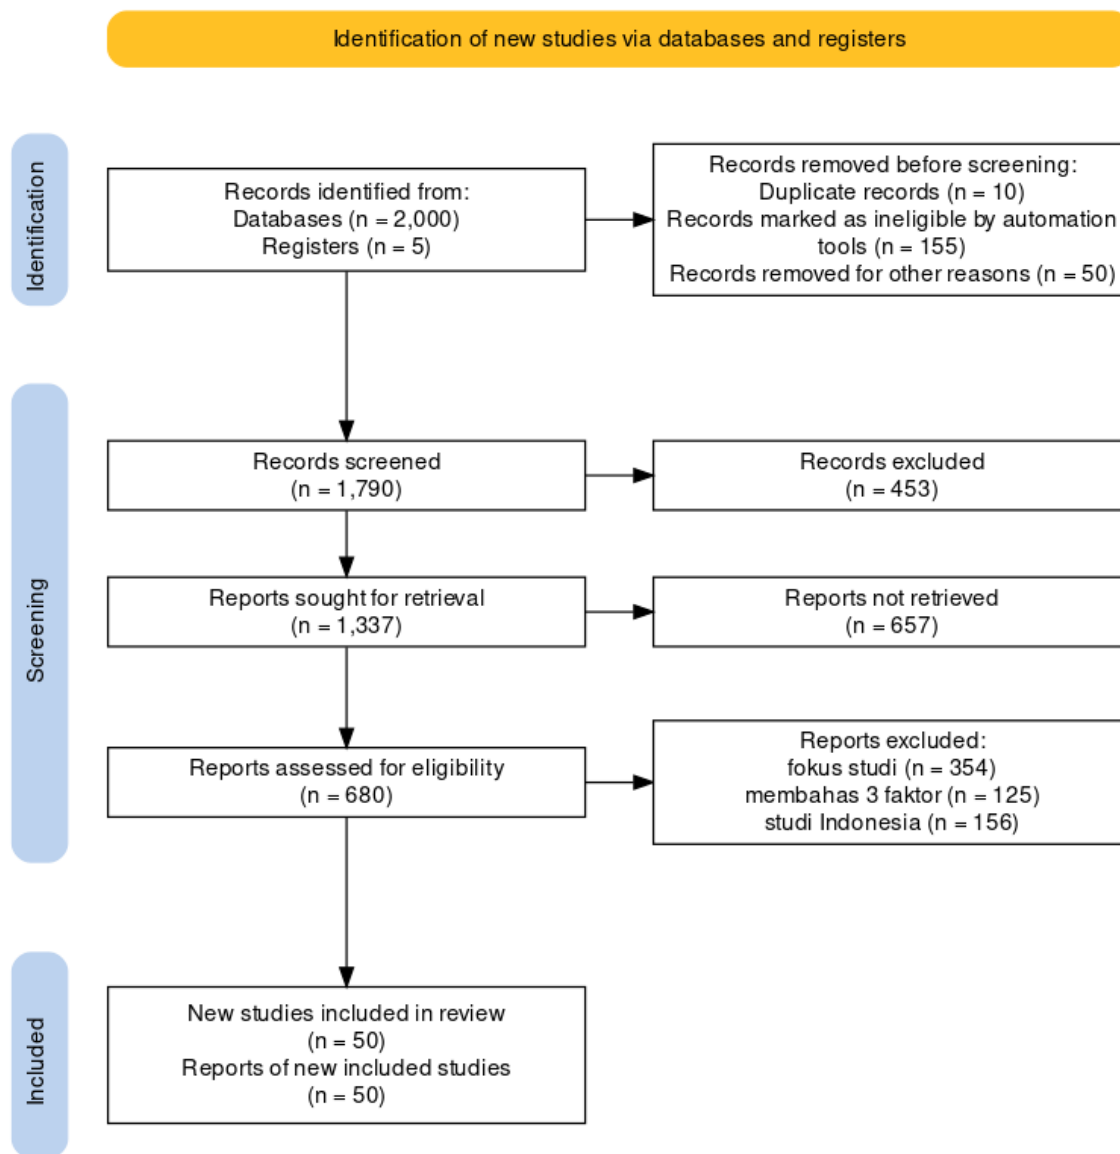 Identification of new studies via databases and registers
Identification
Records identified from:
Databases (n = 2,000)
Registers (n = 5)
Records removed before screening:
Duplicate records (n = 10)
Records marked as ineligible by automation
tools (n = 155)
Records removed for other reasons (n = 50)
Screening
Records screened
(n = 1,790)
Records excluded
(n = 453)
Reports sought for retrieval
(n = 1,337)
Reports not retrieved
(n = 657)
Reports assessed for eligibility
(n = 680)
Reports excluded:
fokus studi (n = 354)
membahas 3 faktor (n = 125)
studi Indonesia (n = 156)
Included
New studies included in review
(n = 50)
Reports of new included studies
(n = 50)